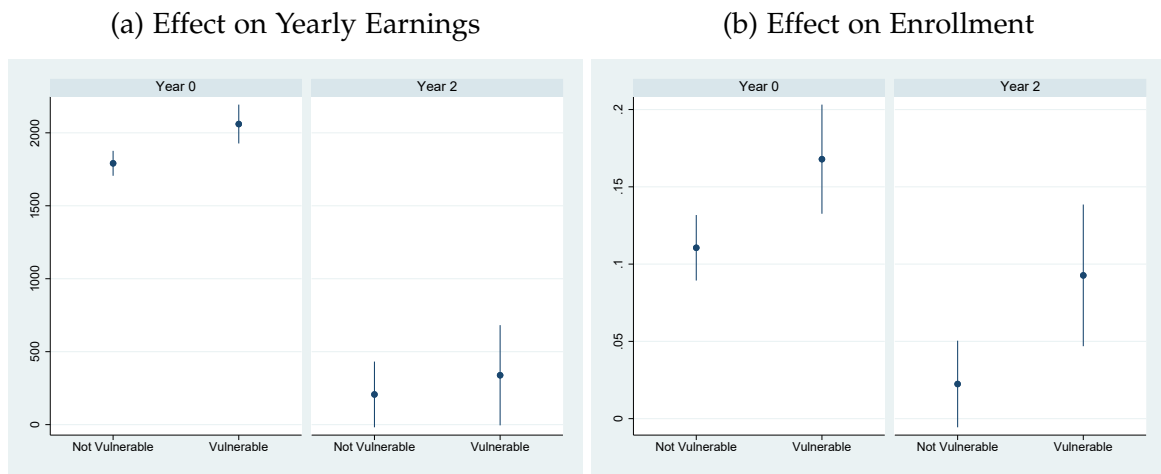 (a) Effect on Yearly Earnings
Year 0
Year 2
2000
1500
1000
500
0
Not Vulnerable
Vulnerable
Not Vulnerable
Vulnerable
(b) Effect on Enrollment
Year 0
Year 2
.2
.15
.1
.05
0
Not Vulnerable
Vulnerable
Not Vulnerable
Vulnerable